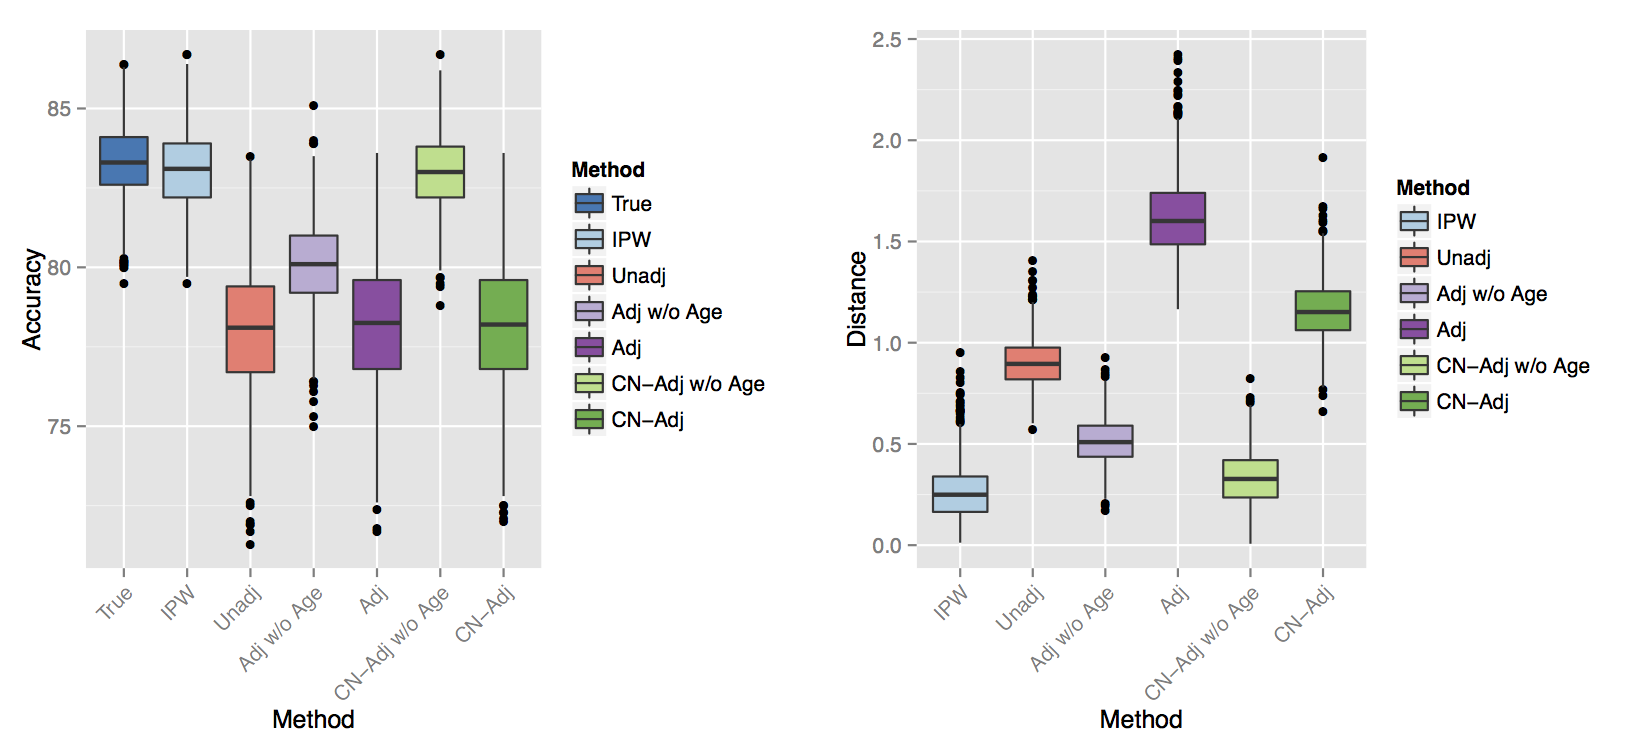 85
80
75
Accuracy
True
IPW
Unadj
Adj w/o Age
Adj
CN-Adj w/o Age
CN-Adj
Method
Method
True
IPW
Unadj
Adj w/o Age
Adj
CN-Adj w/o Age
CN-Adj
2.5
2.0
1.5
1.0
0.5
0.0
Distance
IPW
Unadj
Adj w/o Age
Adj
CN-Adj w/o Age
CN-Adj
Method
Method
IPW
Unadj
Adj w/o Age
Adj
CN-Adj w/o Age
CN-Adj